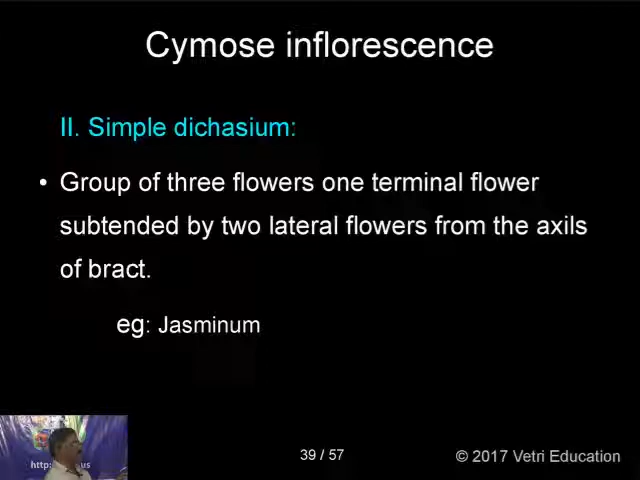 Cymose inflorescence
II. Simple dichasium:
• Group of three flowers one terminal flower
subtended by two lateral flowers from the axils
of bract.
eg: Jasminum
39 / 57
© 2017 Vetri Education